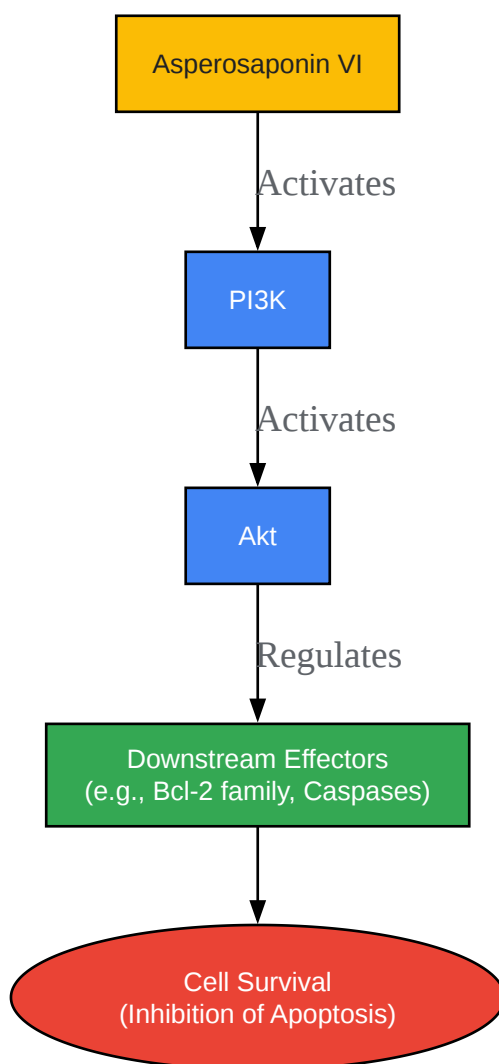 Asperosaponin VI
Activates
PI3K
Activates
Akt
Regulates
Downstream Effectors
(e.g., Bcl-2 family, Caspases)
Cell Survival
(Inhibition of Apoptosis)